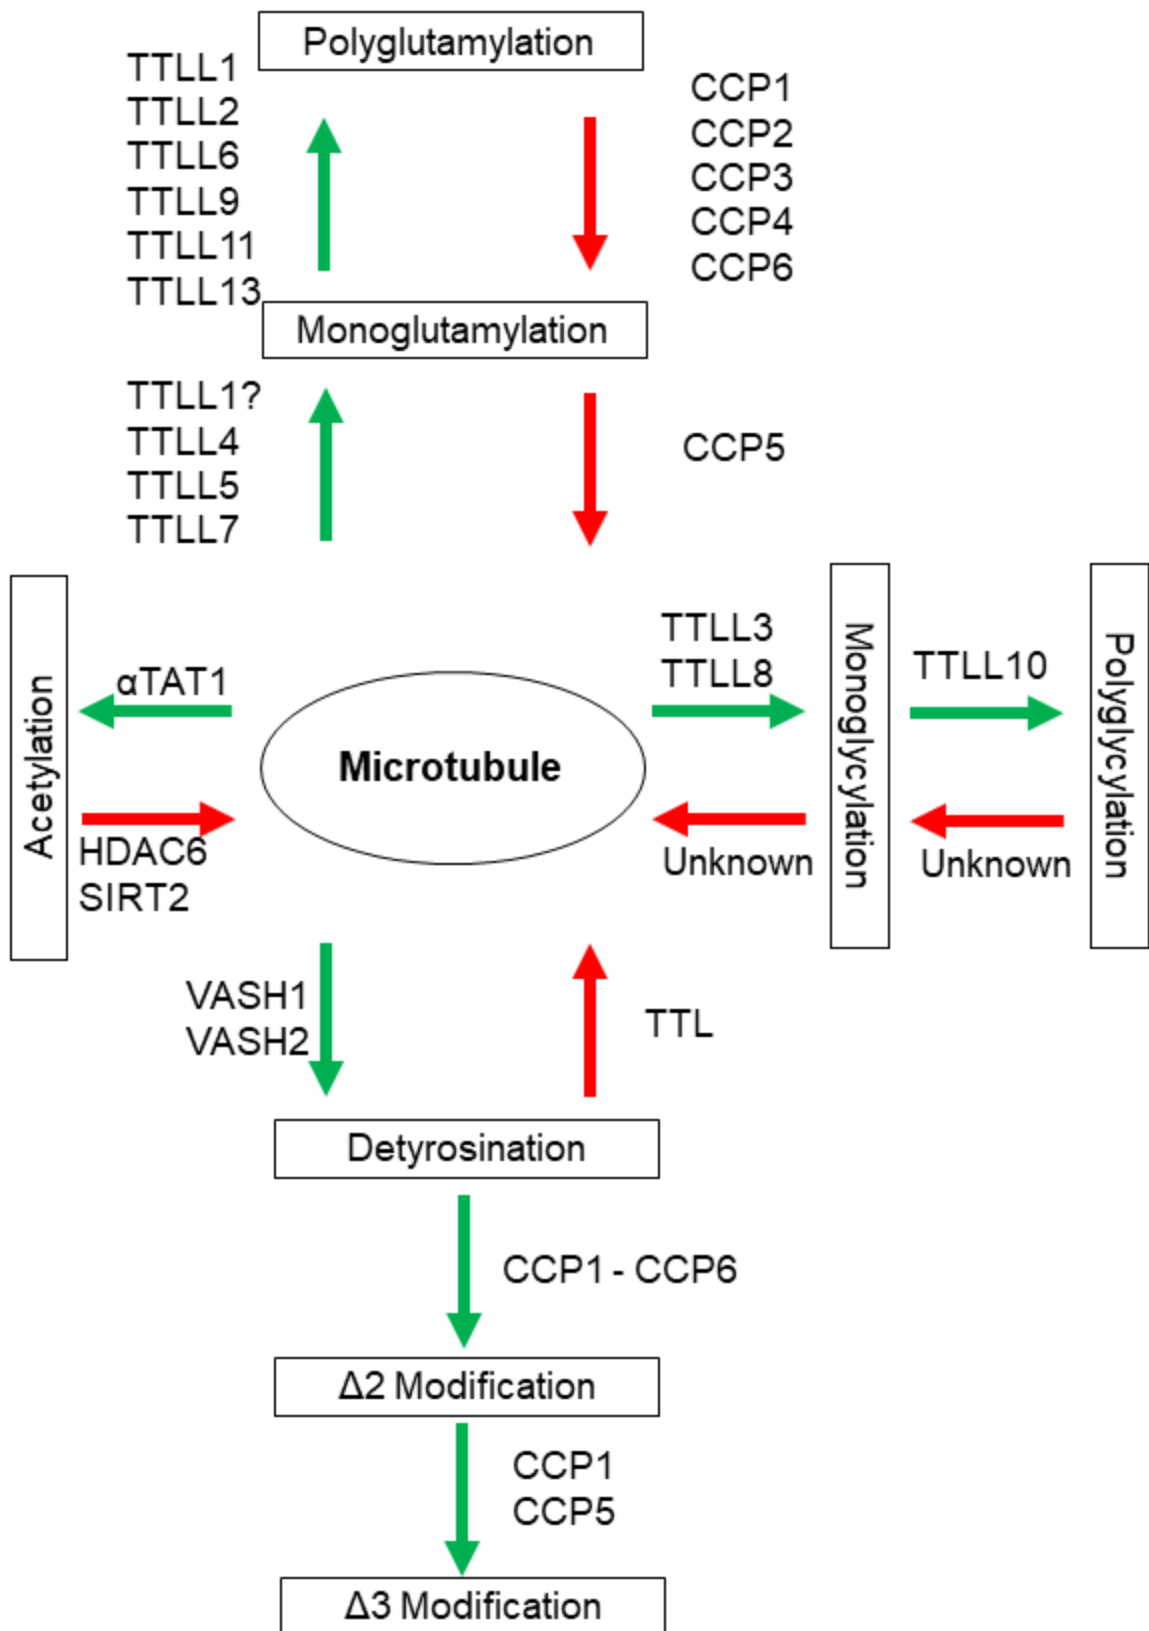 Polyglutamylation
TTLL1
TTLL2
TTLL6
TTLL9
TTLL11
TTLL13
CCP1
CCP2
CCP3
CCP4
CCP6
Monoglutamylation
TTLL1?
TTLL4
TTLL5
TTLL7
CCP5
Acetylation
αTAT1
HDAC6
SIRT2
Microtubule
TTLL3
TTLL8
Unknown
Monoglycylation
TTLL10
Unknown
Polyglycylation
VASH1
VASH2
TTL
Detyrosination
CCP1 - CCP6
Δ2 Modification
CCP1
CCP5
Δ3 Modification